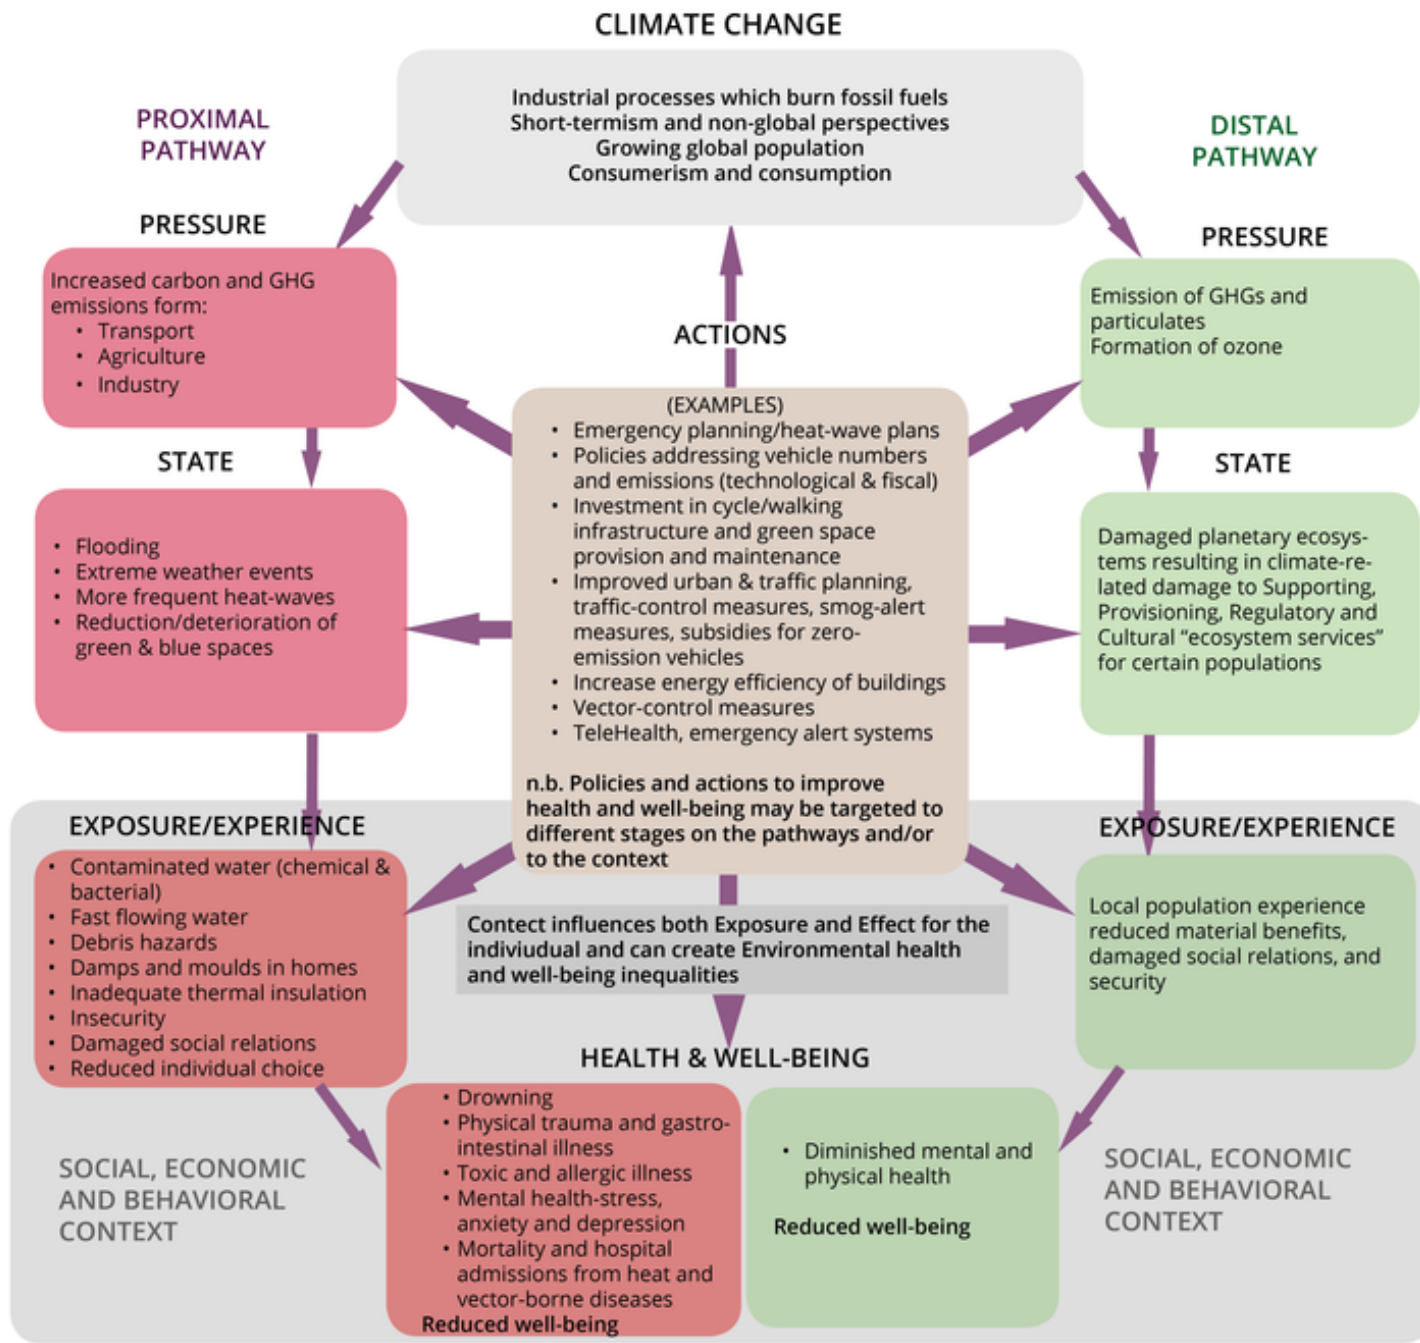 CLIMATE CHANGE
Industrial processes which burn fossil fuels
Short-termism and non-global perspectives
Growing global population
Consumerism and consumption
PROXIMAL
PATHWAY
DISTAL
PATHWAY
PRESSURE
Increased carbon and GHG
emissions form:
• Transport
• Agriculture
• Industry
PRESSURE
Emission of GHGs and
particulates
Formation of ozone
ACTIONS
(EXAMPLES)
• Emergency planning/heat-wave plans
• Policies addressing vehicle numbers
and emissions (technological & fiscal)
• Investment in cycle/walking
infrastructure and green space
provision and maintenance
• Improved urban & traffic planning,
traffic-control measures, smog-alert
measures, subsidies for zero-
emission vehicles
• Increase energy efficiency of buildings
• Vector-control measures
• TeleHealth, emergency alert systems
n.b. Policies and actions to improve
health and well-being may be targeted to
different stages on the pathways and/or
to the context
STATE
• Flooding
• Extreme weather events
• More frequent heat-waves
• Reduction/deterioration of
green & blue spaces
STATE
Damaged planetary ecosys-
tems resulting in climate-re-
lated damage to Supporting,
Provisioning, Regulatory and
Cultural “ecosystem services”
for certain populations
EXPOSURE/EXPERIENCE
• Contaminated water (chemical &
bacterial)
• Fast flowing water
• Debris hazards
• Damps and moulds in homes
• Inadequate thermal insulation
• Insecurity
• Damaged social relations
• Reduced individual choice
EXPOSURE/EXPERIENCE
Local population experience
reduced material benefits,
damaged social relations, and
security
Contect influences both Exposure and Effect for the
indiviudual and can create Environmental health
and well-being inequalities
HEALTH & WELL-BEING
• Drowning
• Physical trauma and gastro-
intestinal illness
• Toxic and allergic illness
• Mental health-stress,
anxiety and depression
• Mortality and hospital
admissions from heat and
vector-borne diseases
Reduced well-being
• Diminished mental and
physical health
Reduced well-being
SOCIAL, ECONOMIC
AND BEHAVIORAL
CONTEXT
SOCIAL, ECONOMIC
AND BEHAVIORAL
CONTEXT